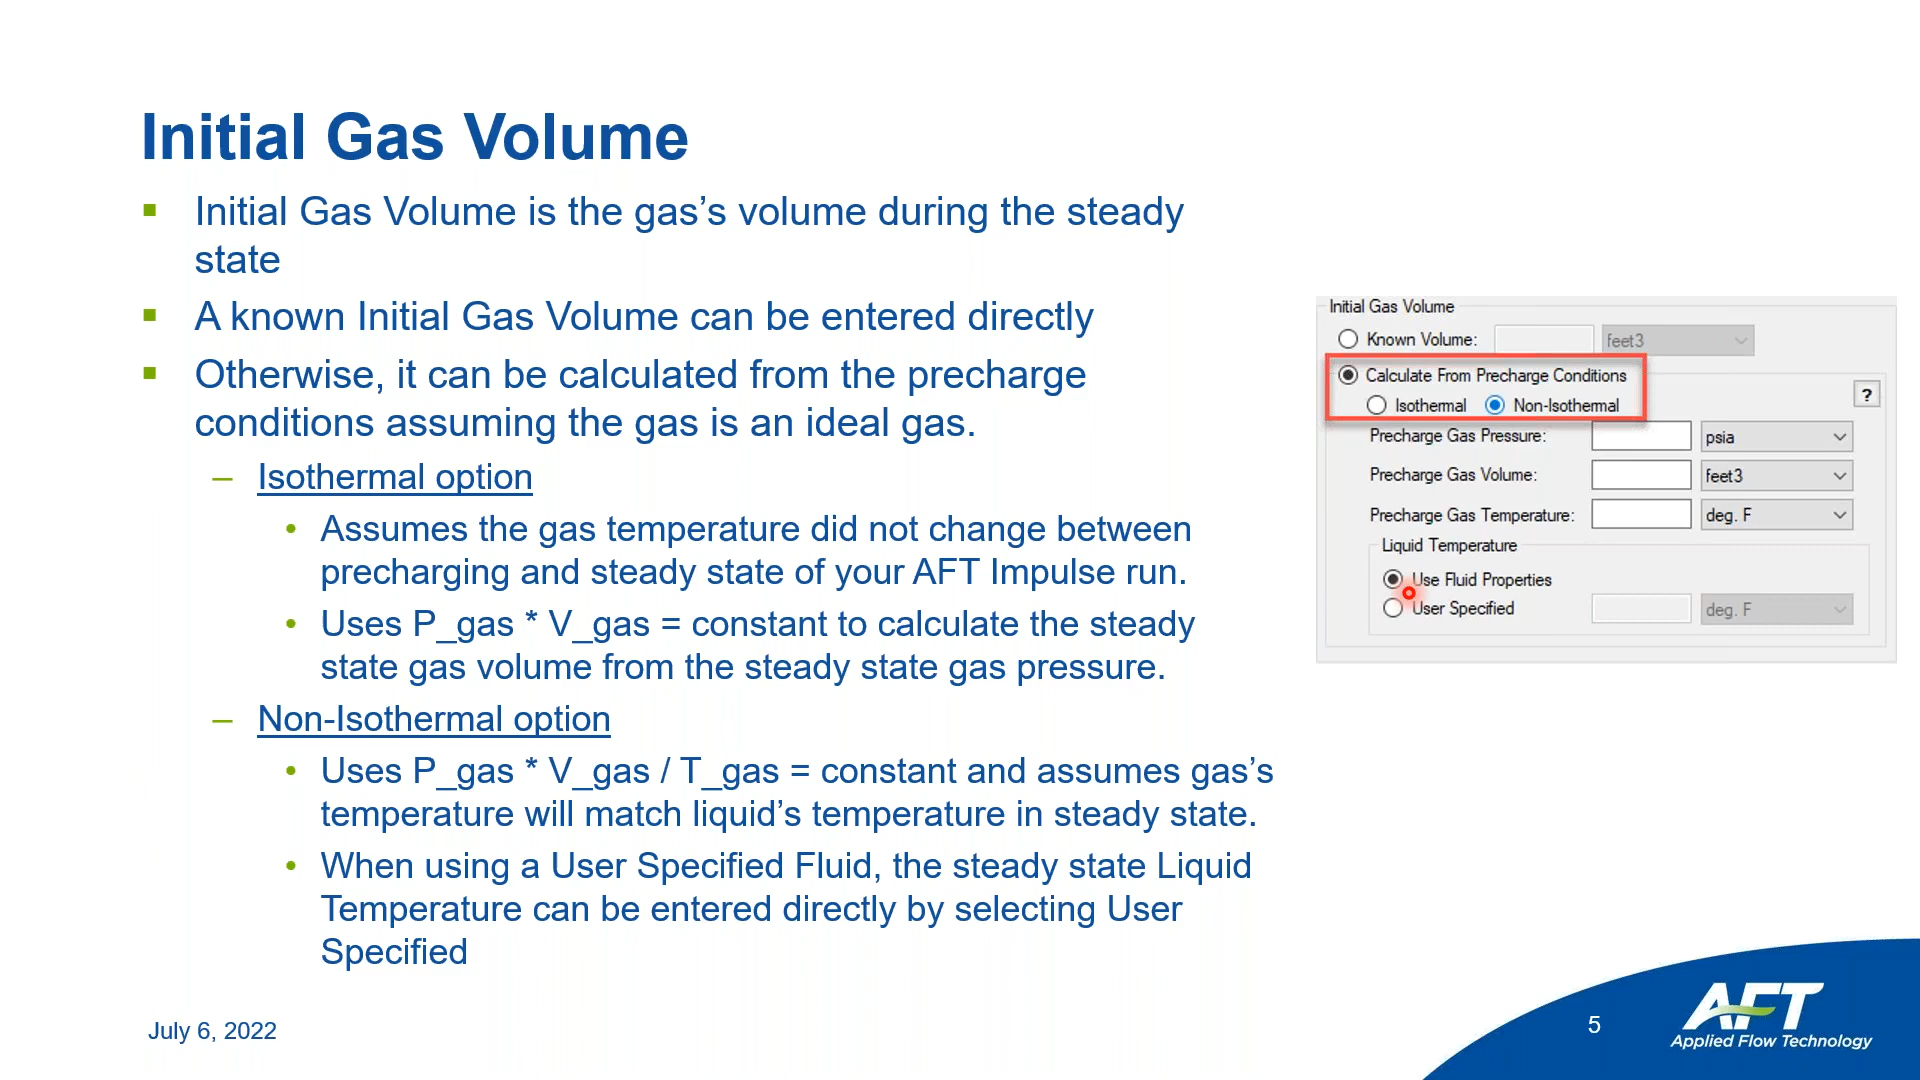 Initial Gas Volume
Initial Gas Volume is the gas’s volume during the steady
state
A known Initial Gas Volume can be entered directly
Otherwise, it can be calculated from the precharge
conditions assuming the gas is an ideal gas.
– Isothermal option
• Assumes the gas temperature did not change between
precharging and steady state of your AFT Impulse run.
• Uses P_gas * V_gas = constant to calculate the steady
state gas volume from the steady state gas pressure.
– Non-Isothermal option
• Uses P_gas * V_gas / T_gas = constant and assumes gas’s
temperature will match liquid’s temperature in steady state.
• When using a User Specified Fluid, the steady state Liquid
Temperature can be entered directly by selecting User
Specified
Initial Gas Volume
Known Volume: feet3
Calculate From Precharge Conditions
?
Isothermal Non-Isothermal
Precharge Gas Pressure: psia
Precharge Gas Volume: feet3
Precharge Gas Temperature: deg. F
Liquid Temperature
Use Fluid Properties
User Specified deg. F
July 6, 2022
5
AFT
Applied Flow Technology